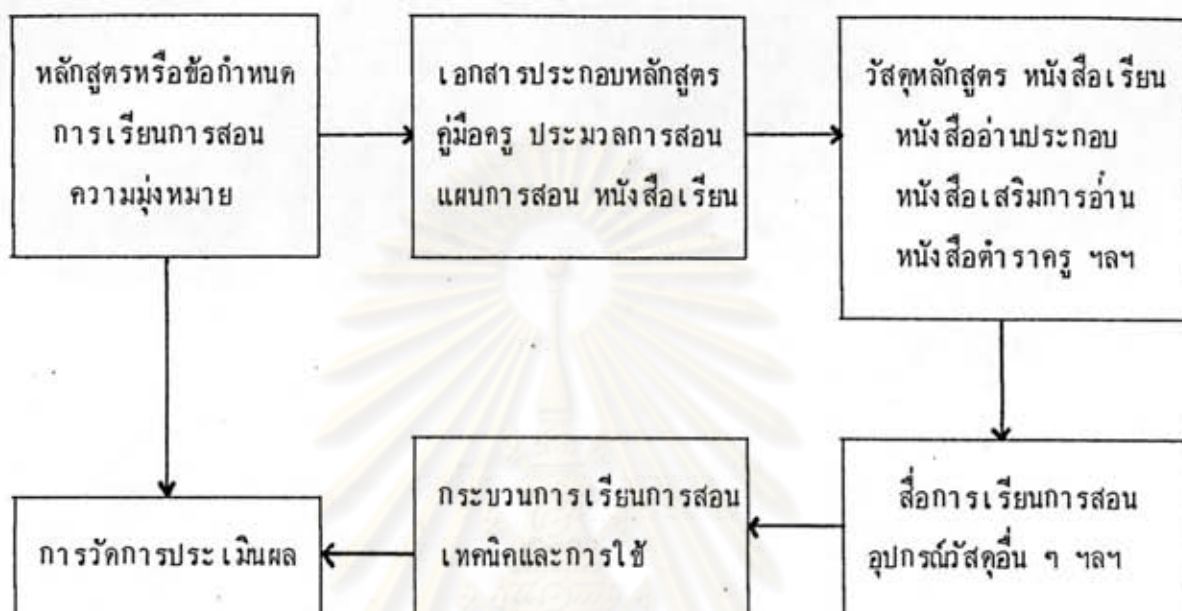 หลักสูตรหรือข้อกำหนด
การเรียนการสอน
ความมุ่งหมาย
เอกสารประกอบหลักสูตร
คู่มือครู ประมวลการสอน
แผนการสอน หนังสือเรียน
วัสดุหลักสูตร หนังสือเรียน
หนังสืออ่านประกอบ
หนังสือเสริมการอ่าน
หนังสือตำราครู ฯลฯ
สื่อการเรียนการสอน
อุปกรณ์วัสดุอื่น ๆ ฯลฯ
กระบวนการเรียนการสอน
เทคนิคและการใช้
การวัดการประเมินผล